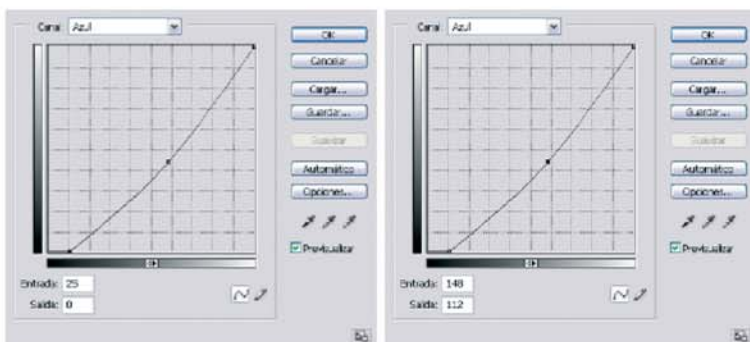 Canal: Azul
OK
Cancelar
Cargar...
Guardar...
Suavizar
Automático
Opciones...
Previsualizar
Entrada: 25
Salida: 0
Canal: Azul
OK
Cancelar
Cargar...
Guardar...
Suavizar
Automático
Opciones...
Previsualizar
Entrada: 148
Salida: 112